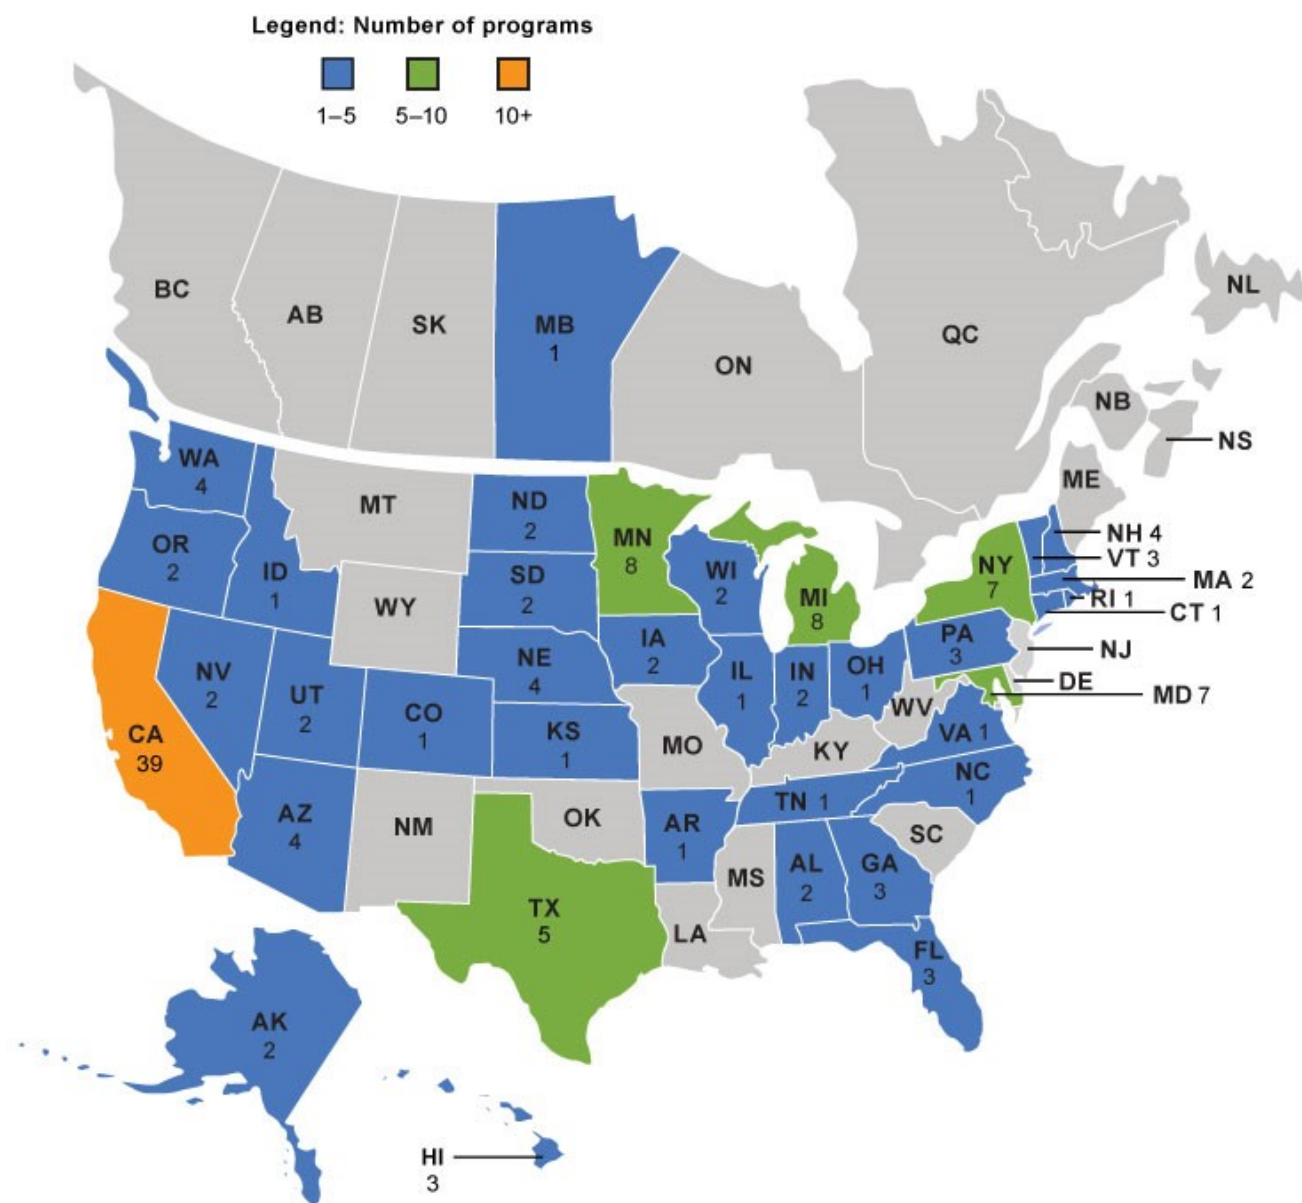 Legend: Number of programs
1–5 5–10 10+
BC
AB
SK
MB
1
ON
QC
NL
NB
NS
WA
4
MT
ND
2
MN
8
ME
OR
2
ID
1
SD
2
WI
2
MI
8
NY
7
NH 4
VT 3
MA 2
RI 1
CT 1
WY
NV
2
UT
2
CO
1
NE
4
IA
2
IL
1
IN
2
OH
1
PA
3
NJ
DE
MD 7
WV
VA 1
CA
39
KS
1
MO
KY
NC
1
TN 1
AZ
4
NM
OK
AR
1
SC
MS
AL
2
GA
3
TX
5
LA
FL
3
AK
2
HI
3